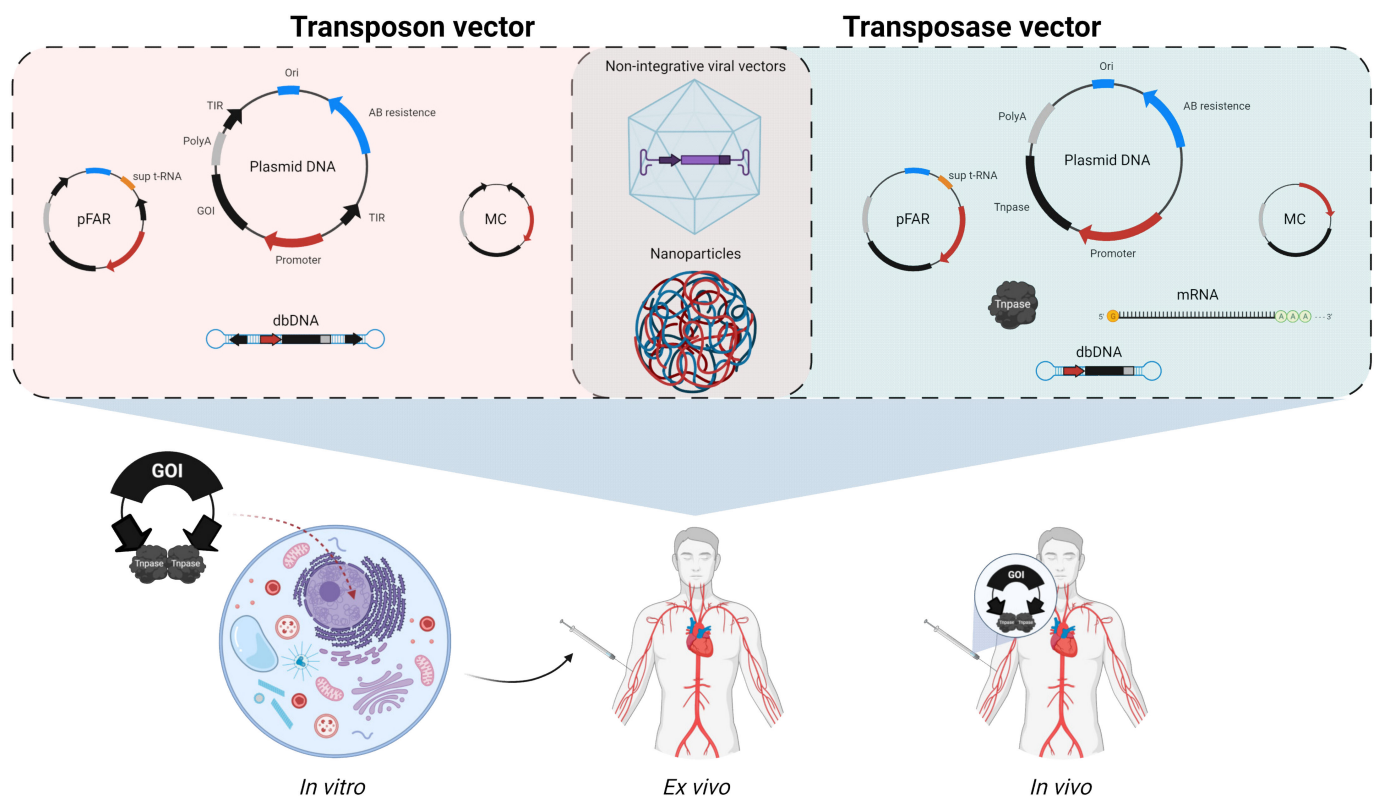 Transposon vector
Transposase vector
Non-integrative viral vectors
Nanoparticles
Ori
AB resistence
TIR
PolyA
Plasmid DNA
GOI
TIR
Promoter
pFAR
sup t-RNA
MC
dbDNA
Ori
AB resistence
PolyA
Plasmid DNA
Tnpase
Promoter
pFAR
sup t-RNA
MC
Tnpase
mRNA
5' G A A A --- 3'
dbDNA
GOI
Tnpase Tnpase
GOI
Tnpase Tnpase
In vitro
Ex vivo
In vivo